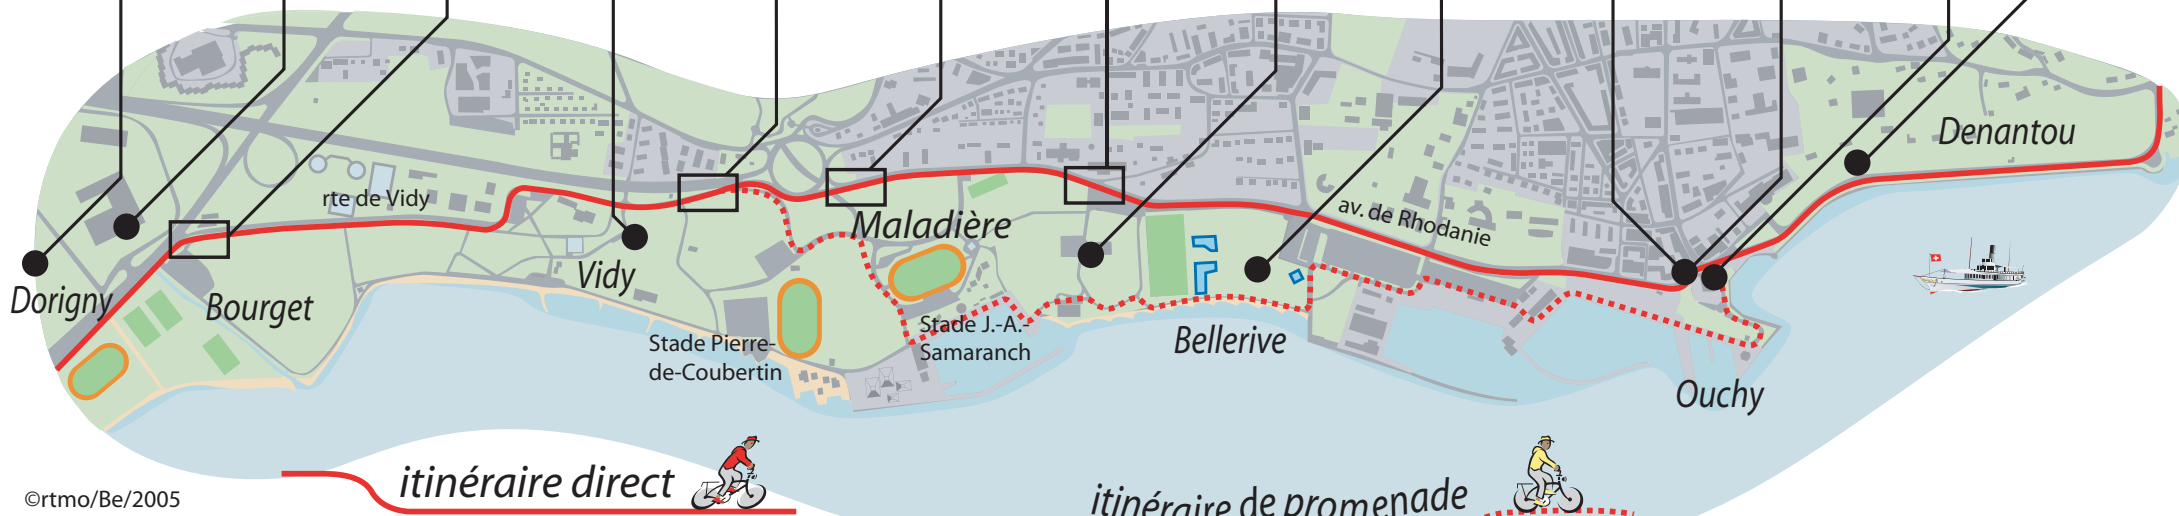 Denantou
rte de Vidy
av. de Rhodanie
Maladière
Vidy
Dorigny
Bourget
Stade Pierre-
de-Coubertin
Stade J.-A.-
Samaranch
Bellerive
Ouchy
itinéraire direct
itinéraire de promenade
©rtmo/Be/2005